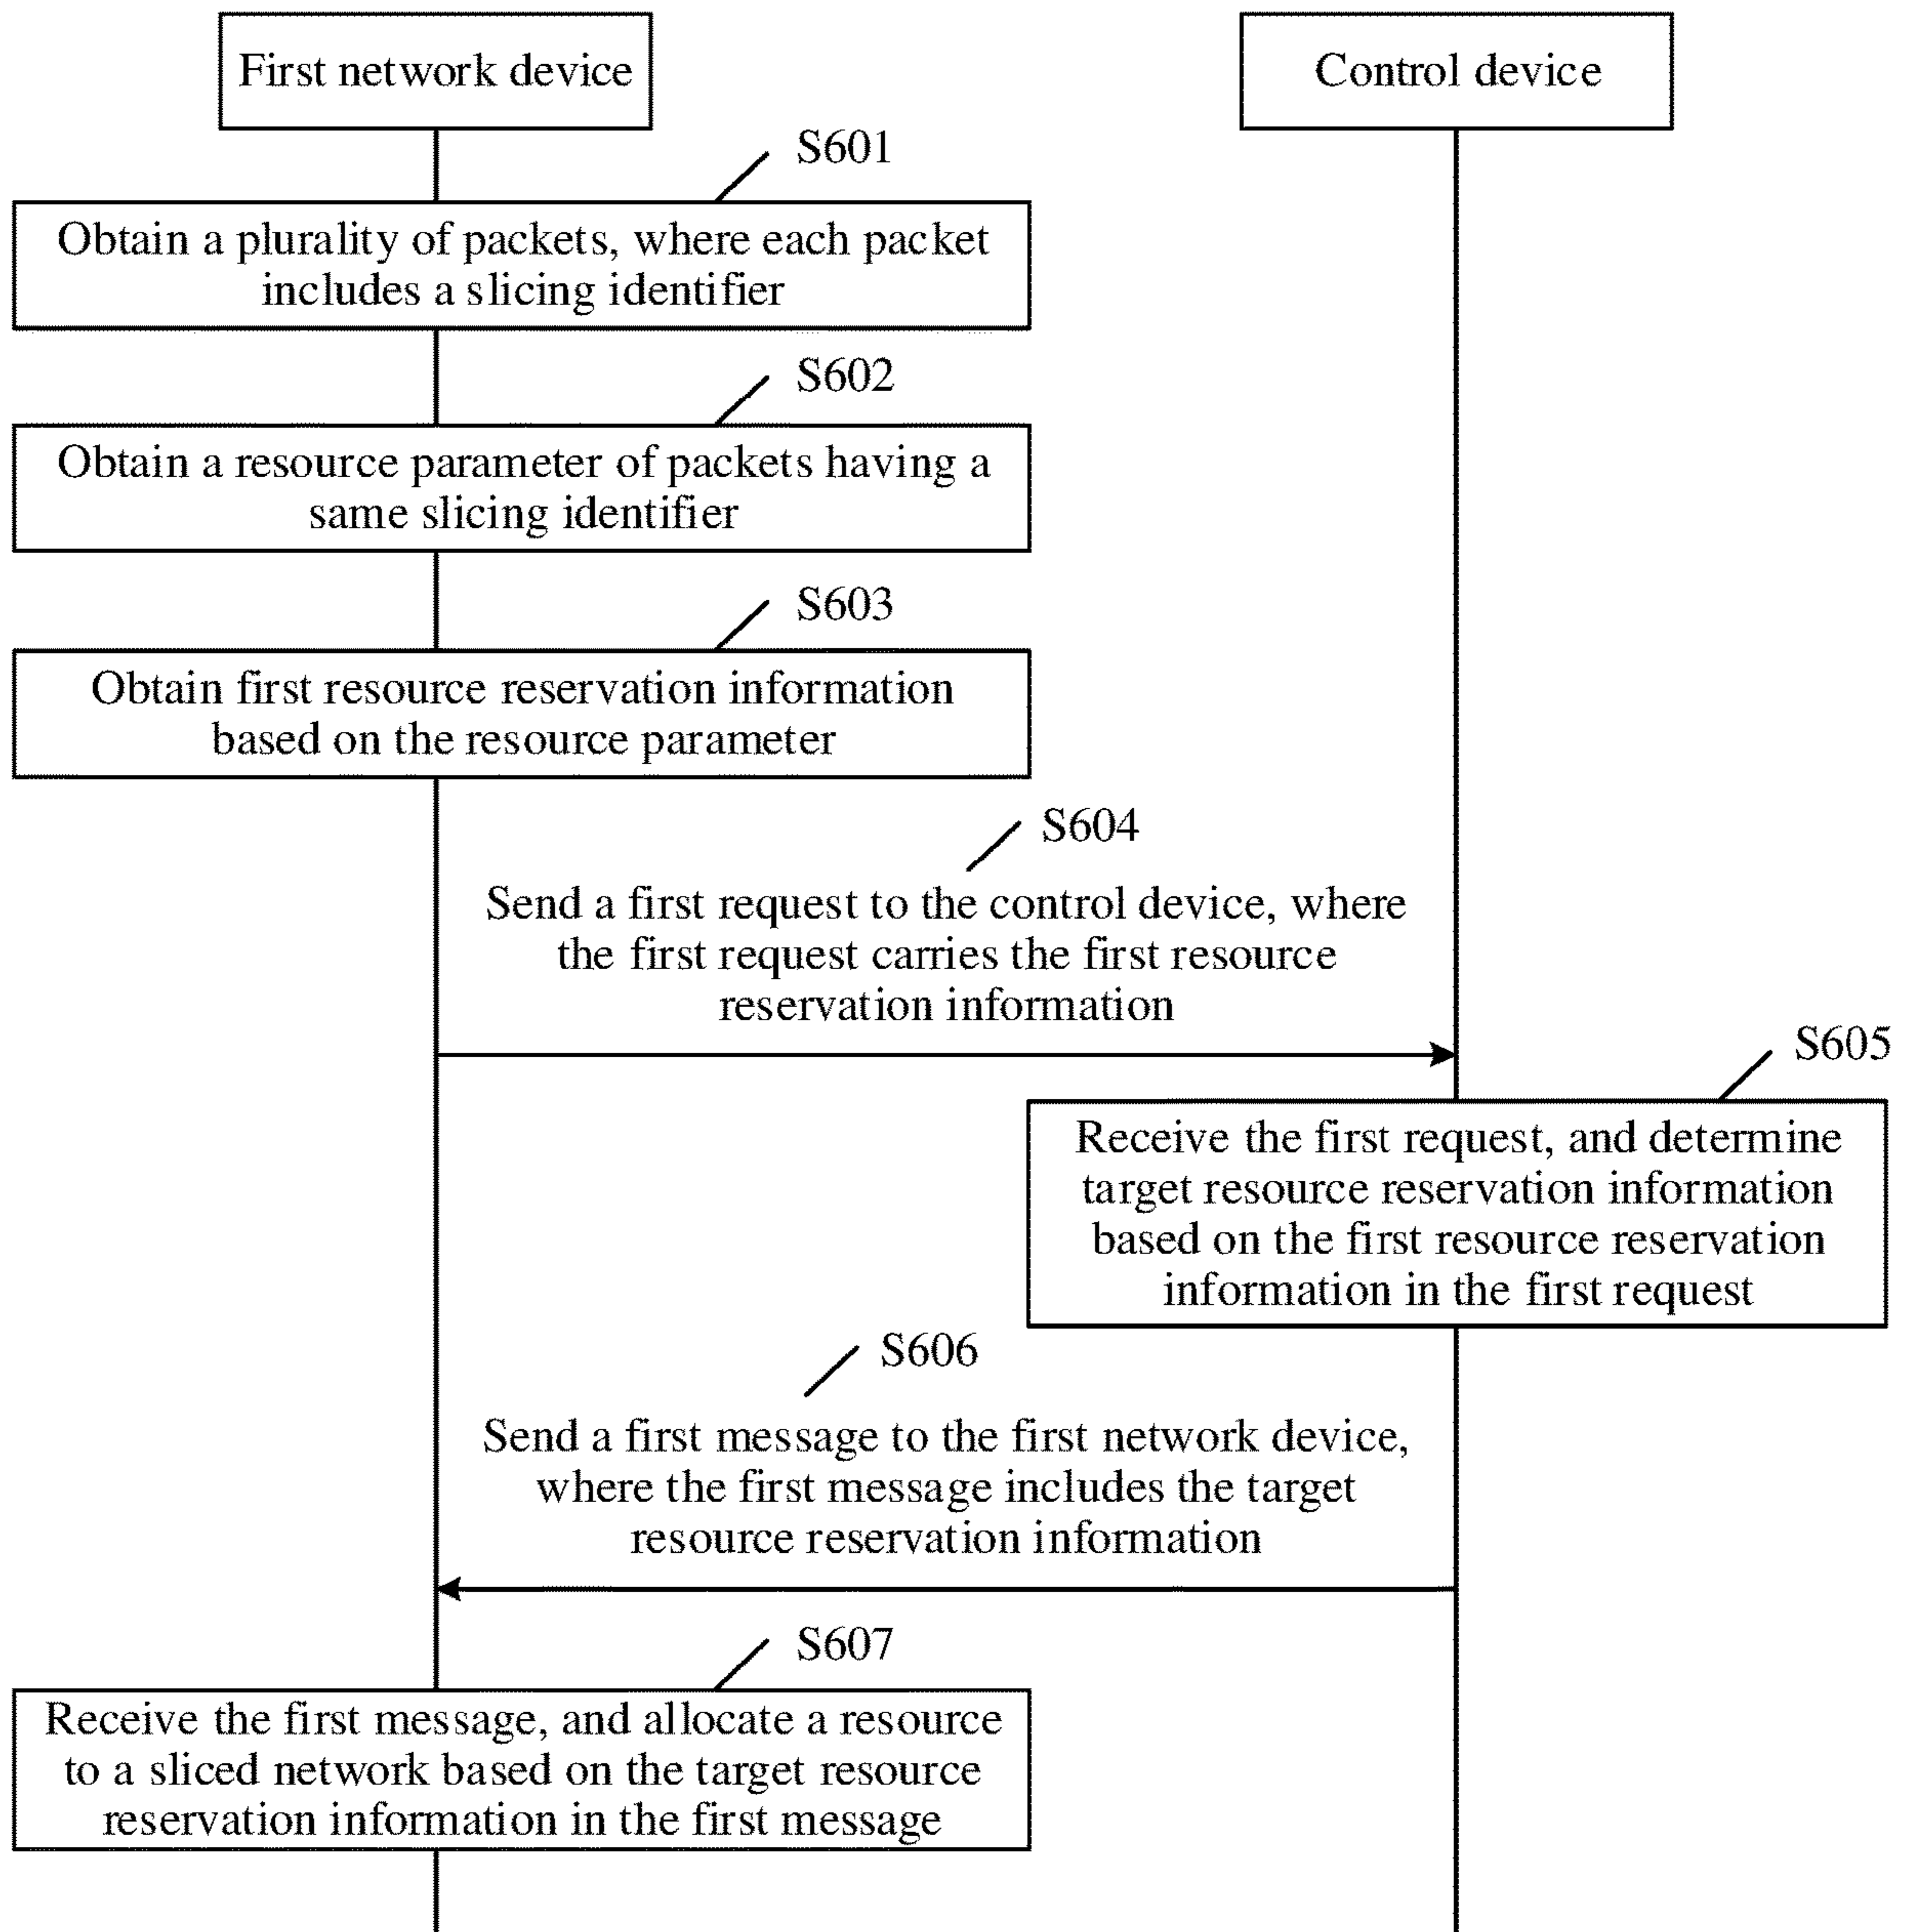 First network device
Control device
S601
Obtain a plurality of packets, where each packet
includes a slicing identifier
S602
Obtain a resource parameter of packets having a
same slicing identifier
S603
Obtain first resource reservation information
based on the resource parameter
S604
Send a first request to the control device, where
the first request carries the first resource
reservation information
S605
Receive the first request, and determine
target resource reservation information
based on the first resource reservation
information in the first request
S606
Send a first message to the first network device,
where the first message includes the target
resource reservation information
S607
Receive the first message, and allocate a resource
to a sliced network based on the target resource
reservation information in the first message